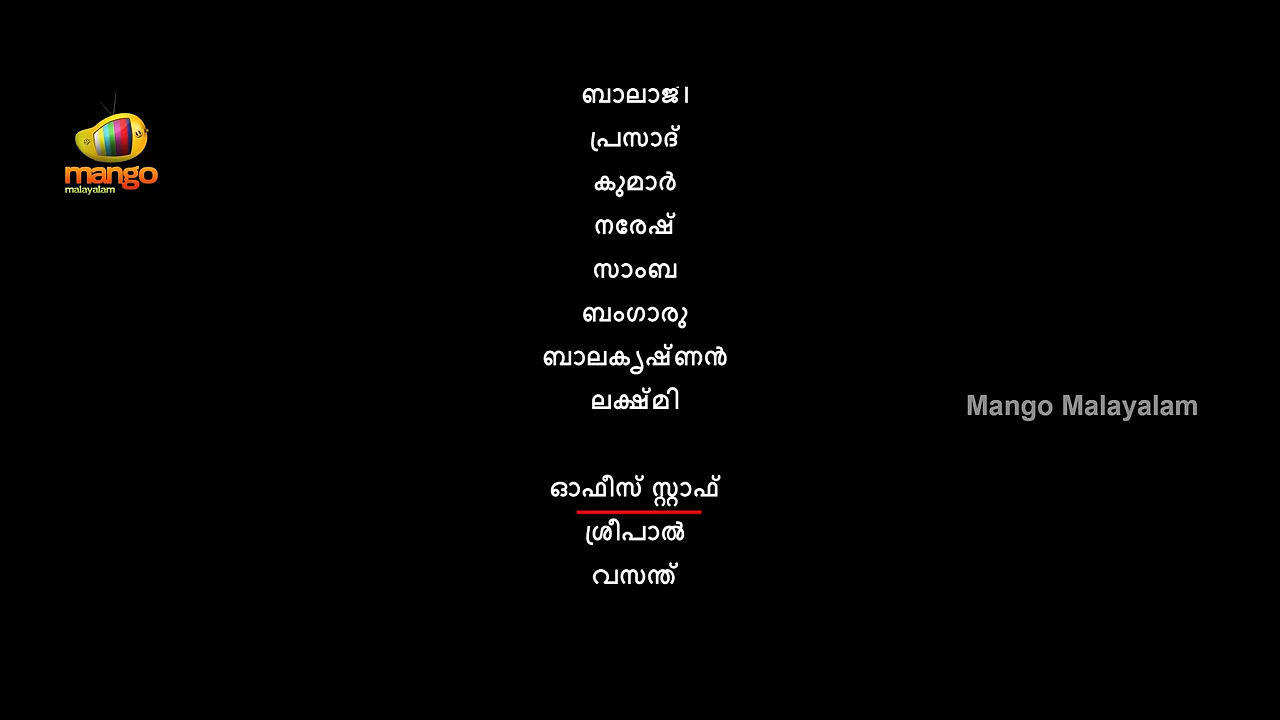 ബാലാജി
പ്രസാദ്
കുമാർ
നരേഷ്
സാംബ
ബംഗാരു
ബാലകൃഷ്ണൻ
ലക്ഷ്മി
ഓഫീസ് സ്റ്റാഫ്
ശ്രീപാൽ
വസന്ത്
mango
malayalam
Mango Malayalam